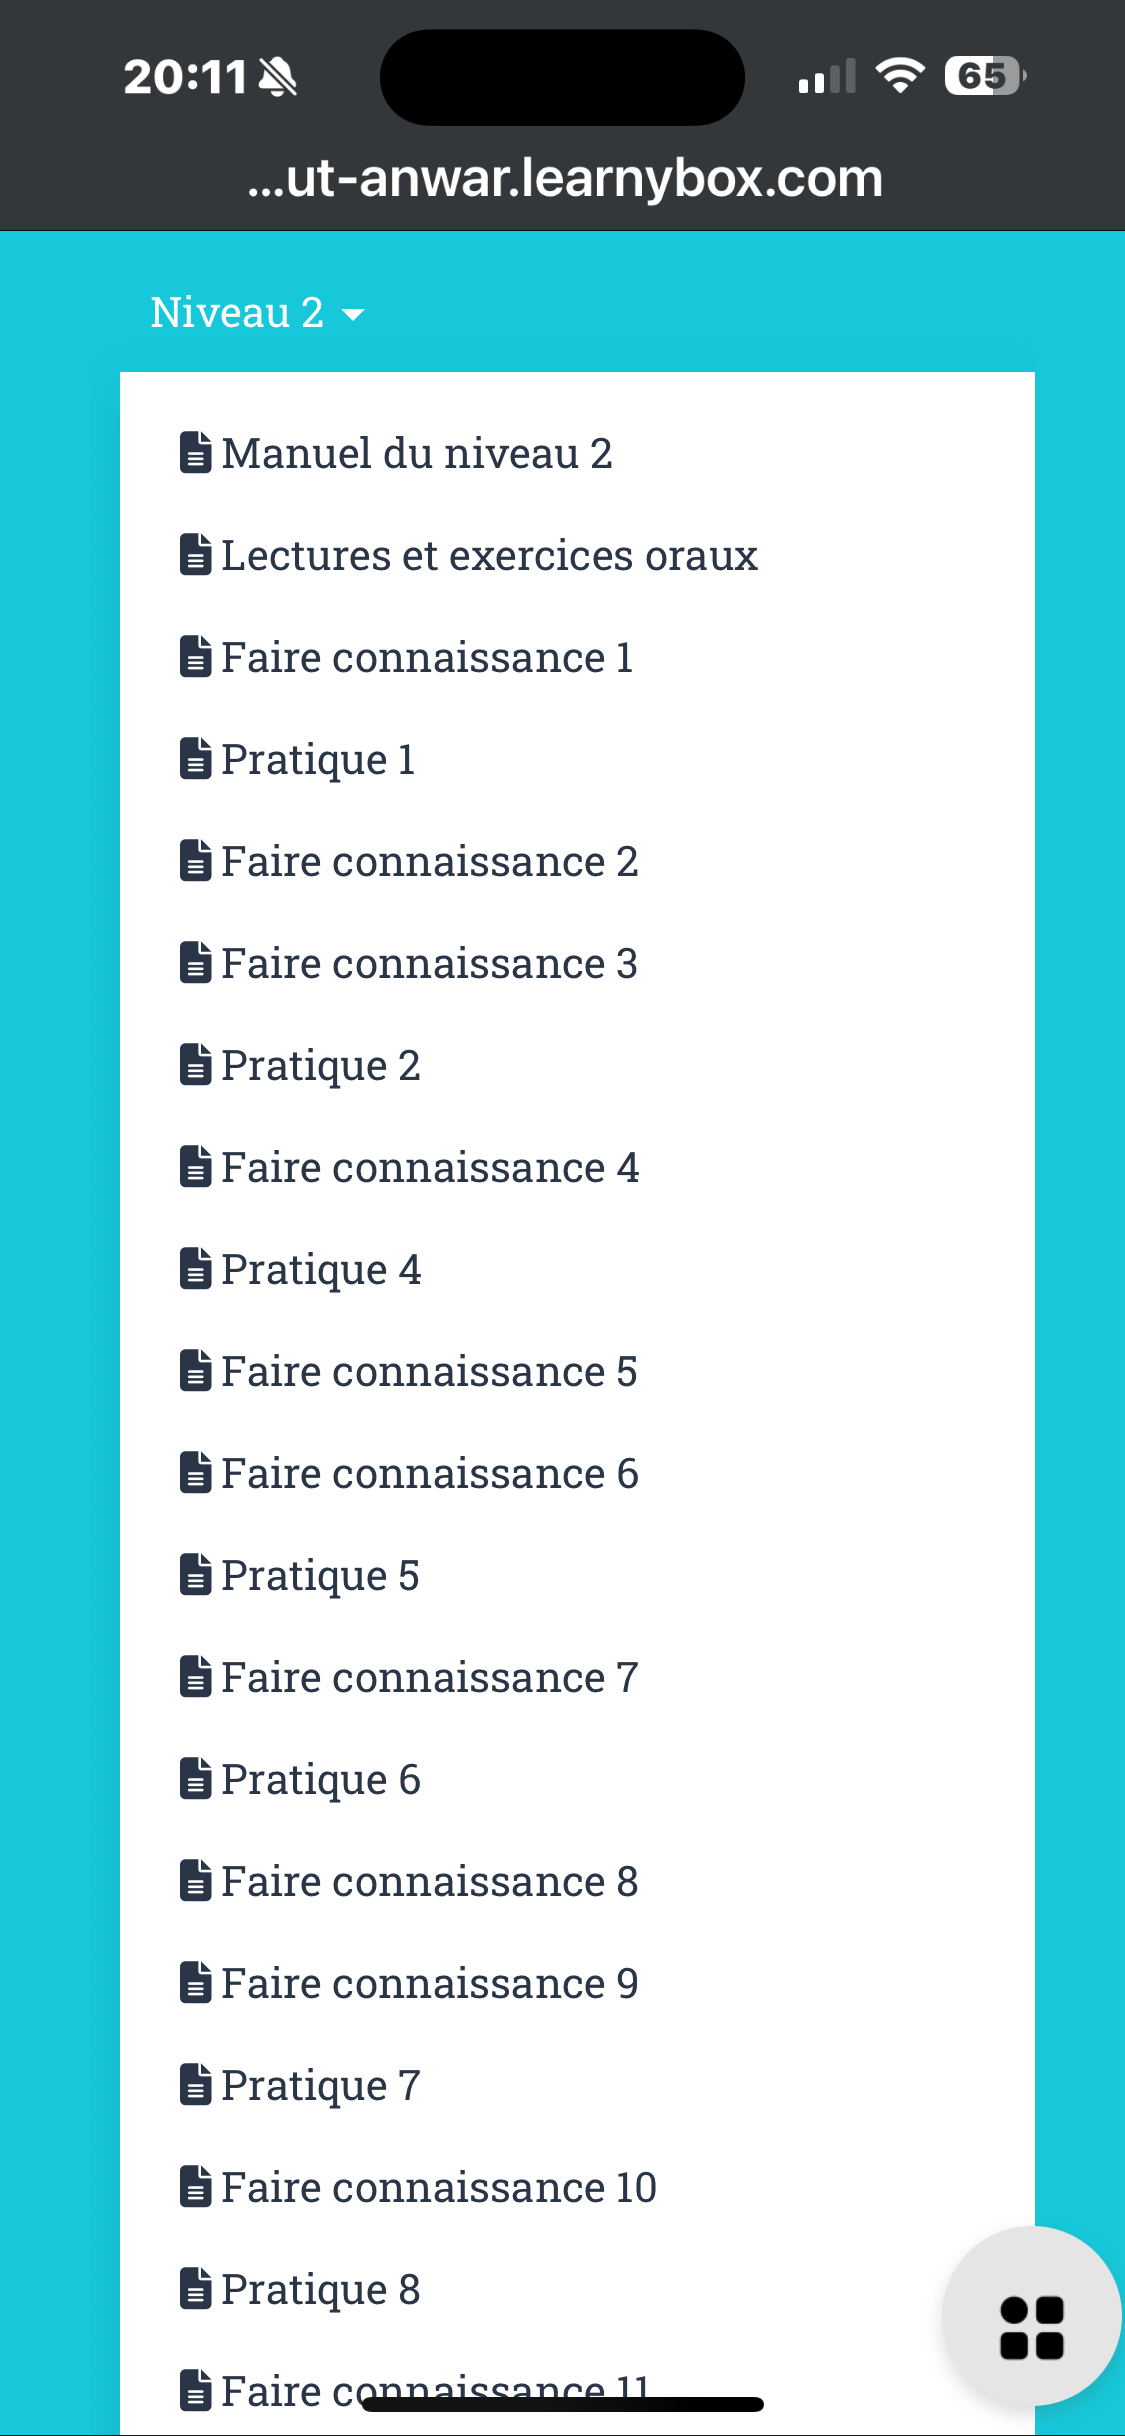 20:11
65
...ut-anwar.learnybox.com
Niveau 2
Manuel du niveau 2
Lectures et exercices oraux
Faire connaissance 1
Pratique 1
Faire connaissance 2
Faire connaissance 3
Pratique 2
Faire connaissance 4
Pratique 4
Faire connaissance 5
Faire connaissance 6
Pratique 5
Faire connaissance 7
Pratique 6
Faire connaissance 8
Faire connaissance 9
Pratique 7
Faire connaissance 10
Pratique 8
Faire connaissance 11